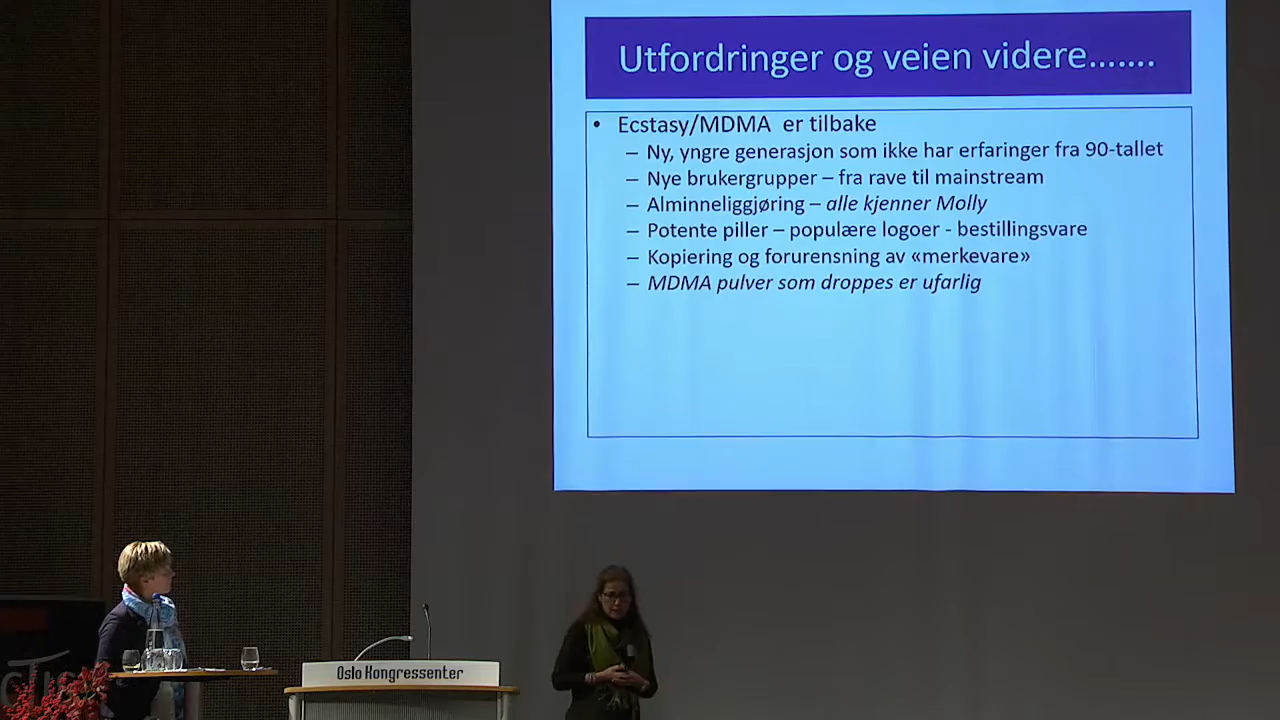 Utfordringer og veien videre.......
• Ecstasy/MDMA er tilbake
– Ny, yngre generasjon som ikke har erfaringer fra 90-tallet
– Nye brukergrupper – fra rave til mainstream
– Alminneliggjøring – alle kjenner Molly
– Potente piller – populære logoer - bestillingsvare
– Kopiering og forurensning av «merkevare»
– MDMA pulver som droppes er ufarlig
Oslo Kongressenter